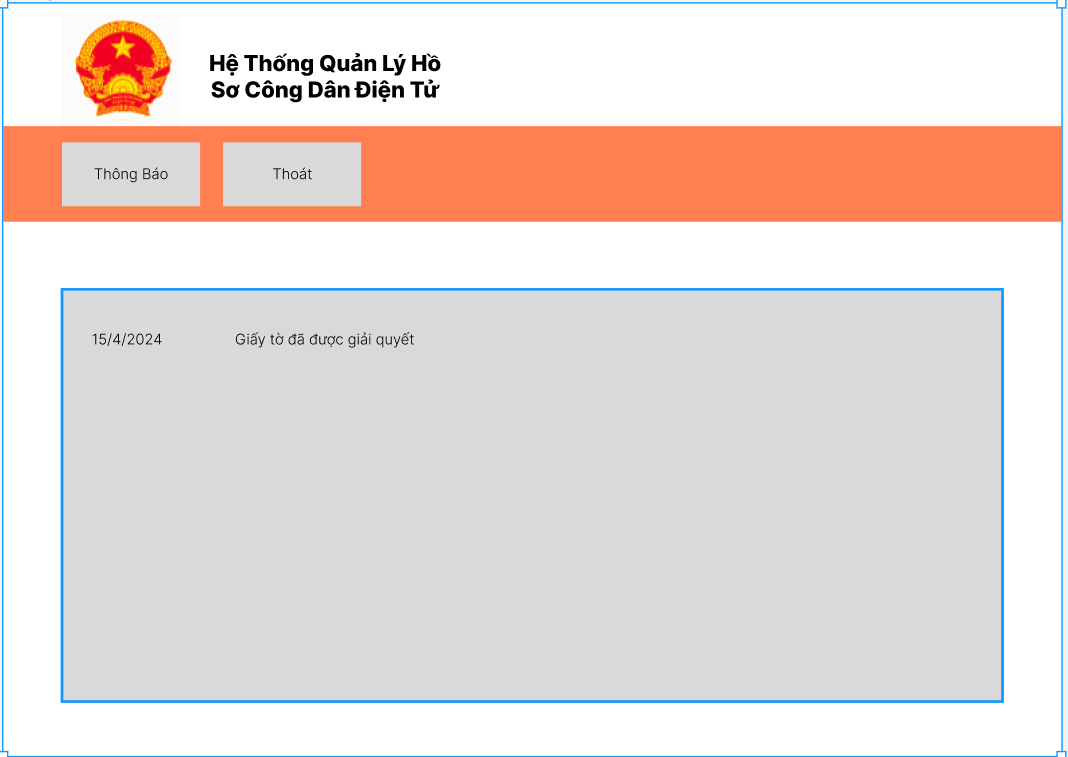 Hệ Thống Quản Lý Hồ
Sơ Công Dân Điện Tử
Thông Báo
Thoát
15/4/2024 Giấy tờ đã được giải quyết